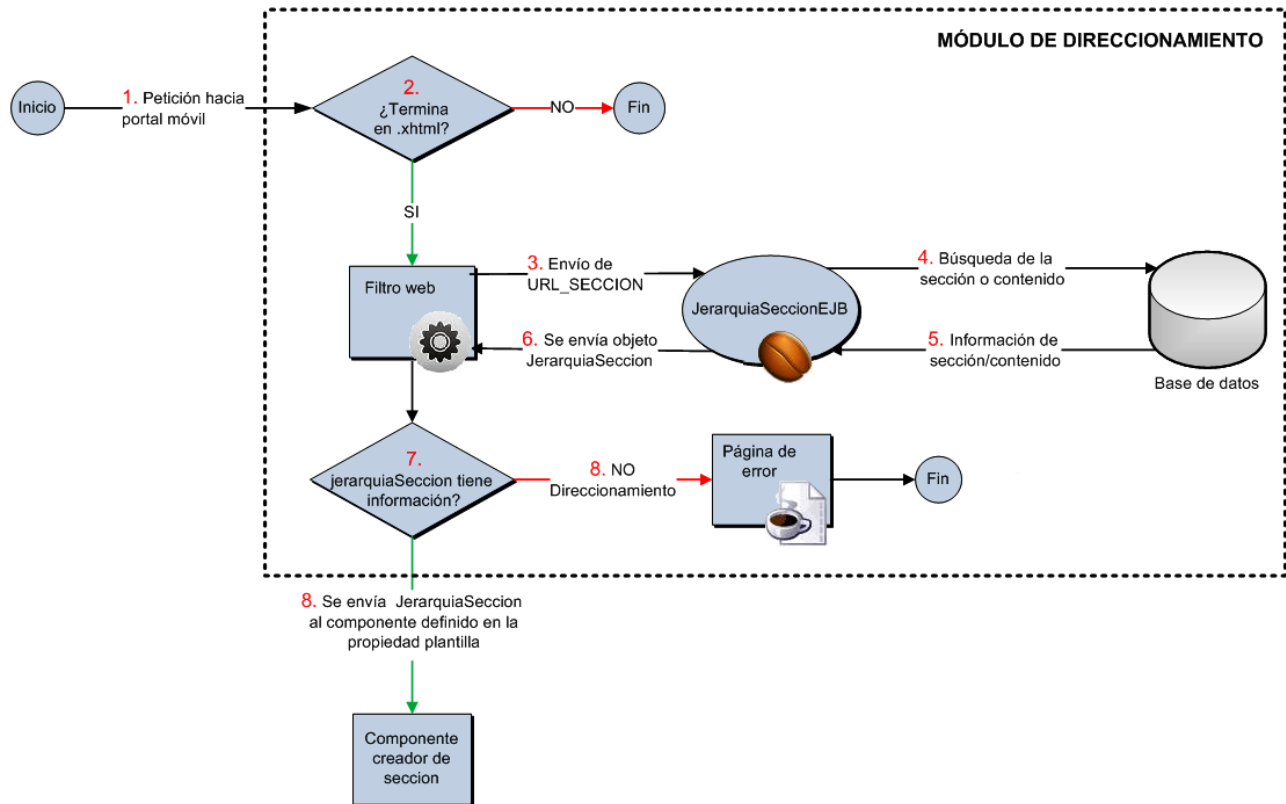 MÓDULO DE DIRECCIONAMIENTO
Inicio
1. Petición hacia
portal móvil
2.
¿Termina
en .xhtml?
NO
Fin
SI
Filtro web
3. Envío de
URL_SECCION
JerarquiaSeccionEJB
4. Búsqueda de la
sección o contenido
6. Se envía objeto
JerarquiaSeccion
5. Información de
sección/contenido
Base de datos
7.
jerarquiaSeccion tiene
información?
8. NO
Direccionamiento
Página de
error
Fin
8. Se envía JerarquiaSeccion
al componente definido en la
propiedad plantilla
Componente
creador de
seccion